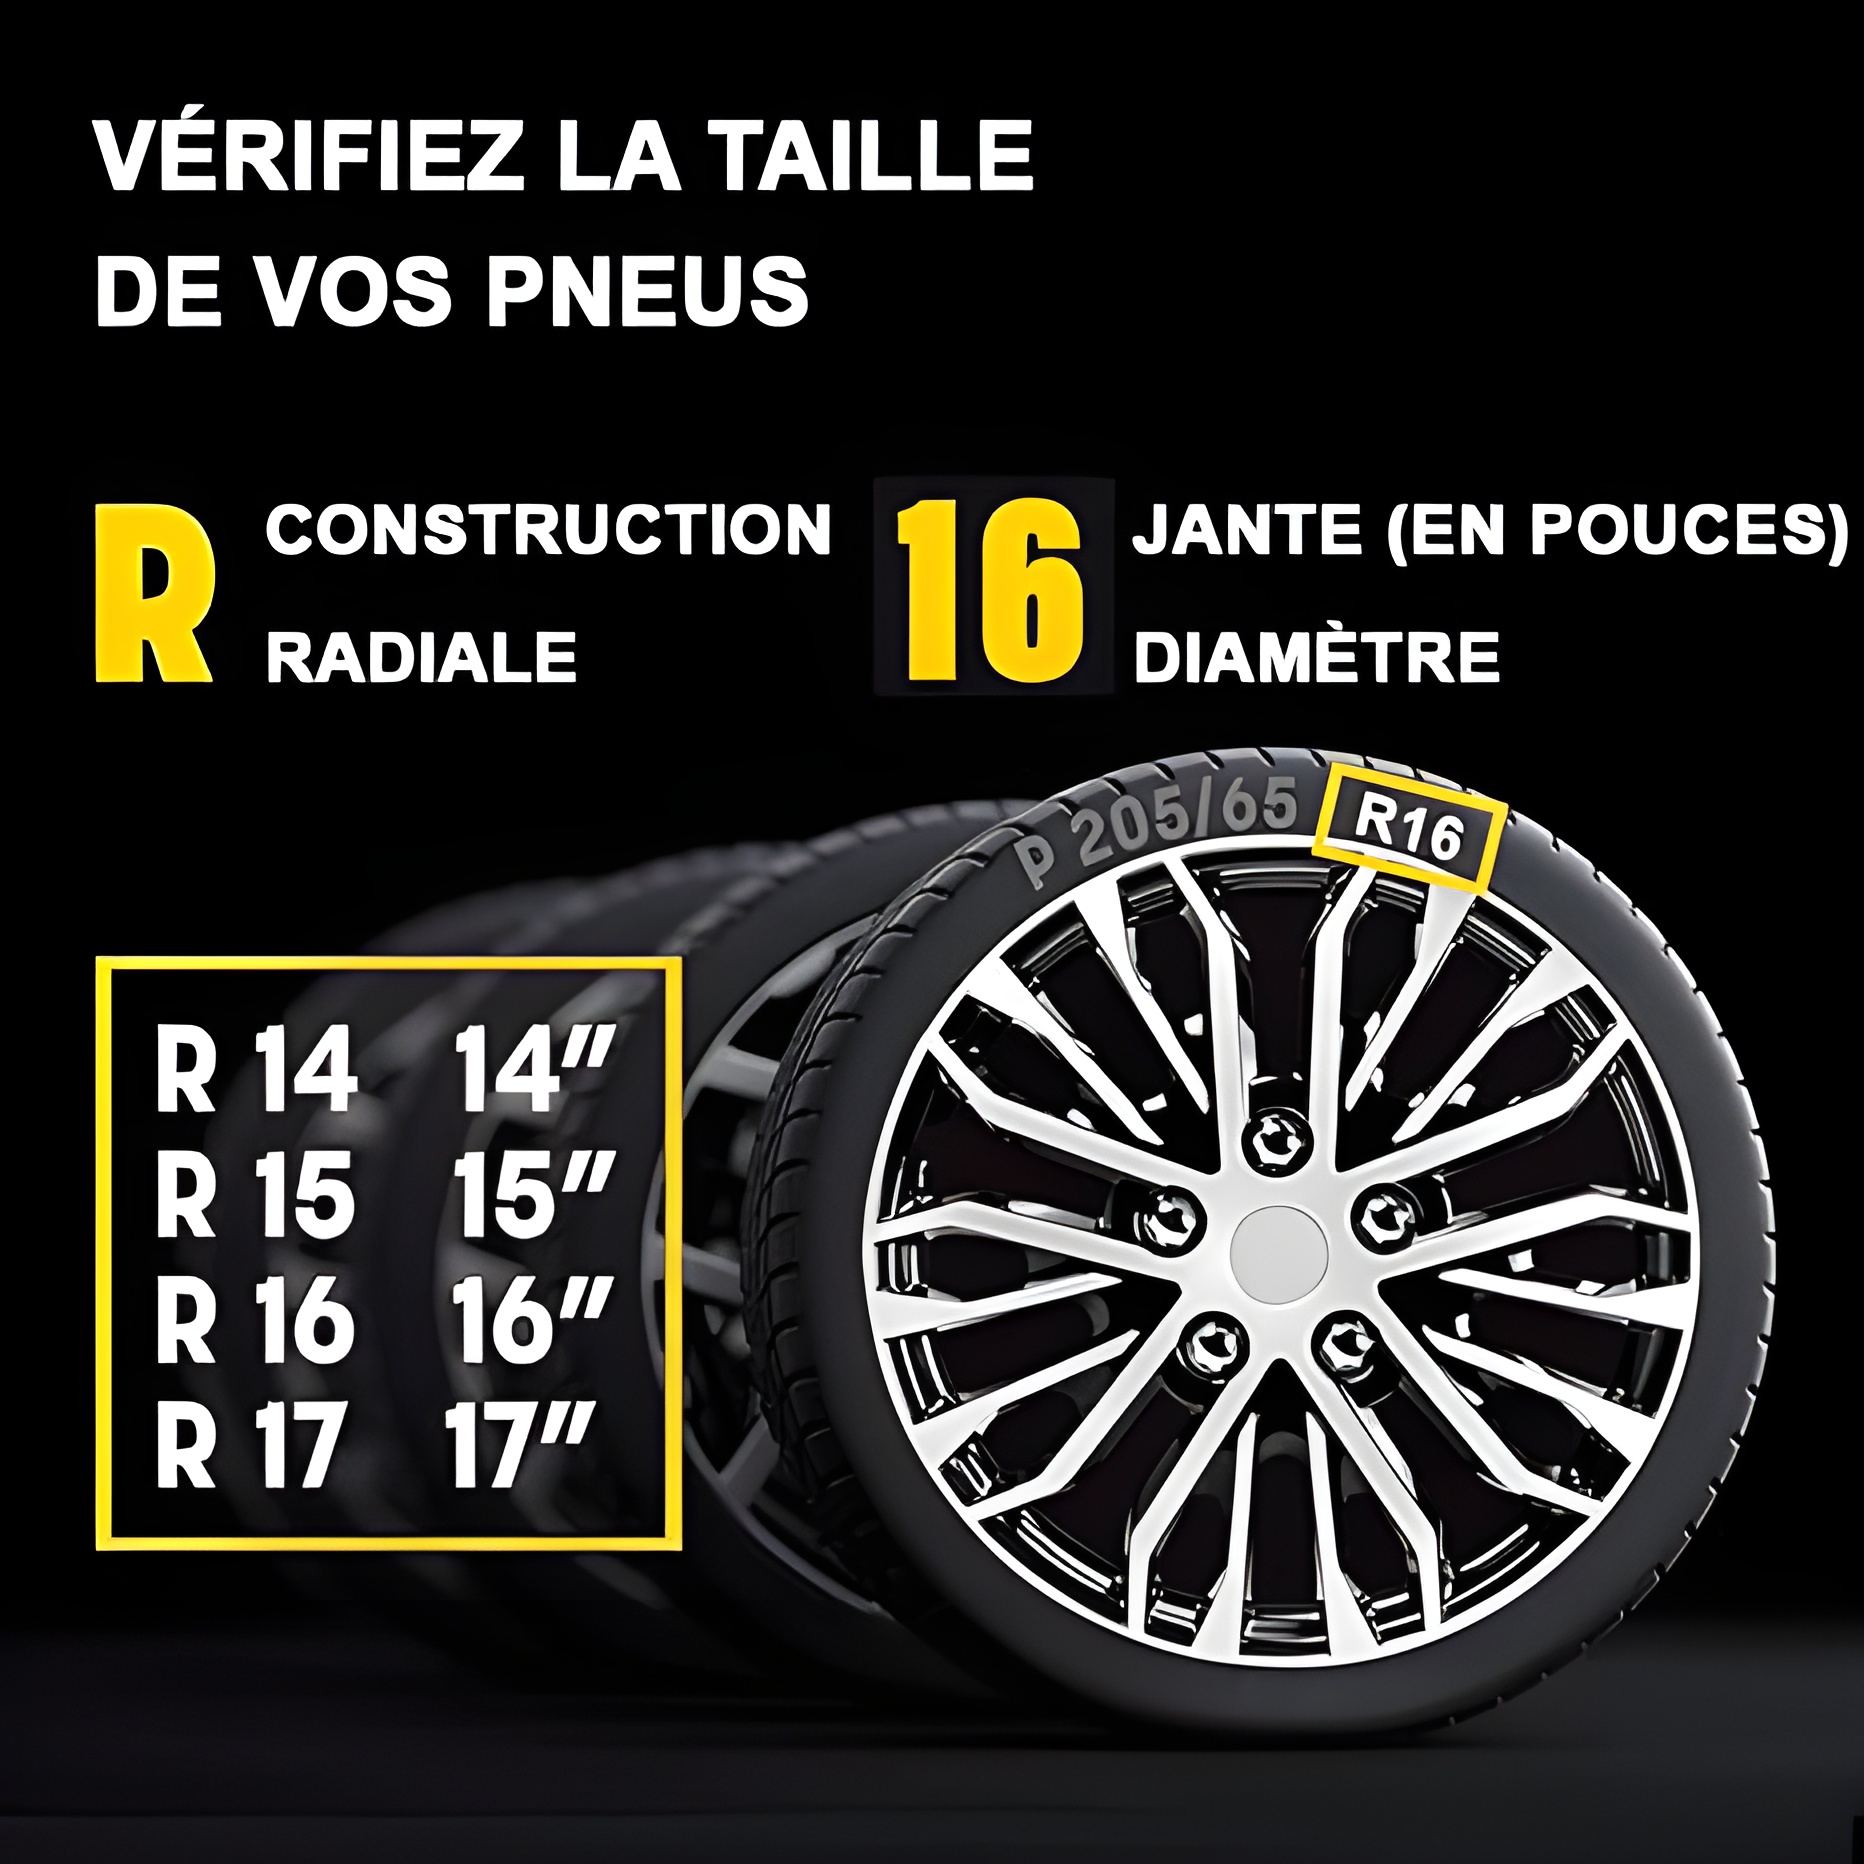 VÉRIFIEZ LA TAILLE
DE VOS PNEUS
R CONSTRUCTION
RADIALE
16 JANTE (EN POUCES)
DIAMÈTRE
P 205/65 R16
R 14 14"
R 15 15"
R 16 16"
R 17 17"